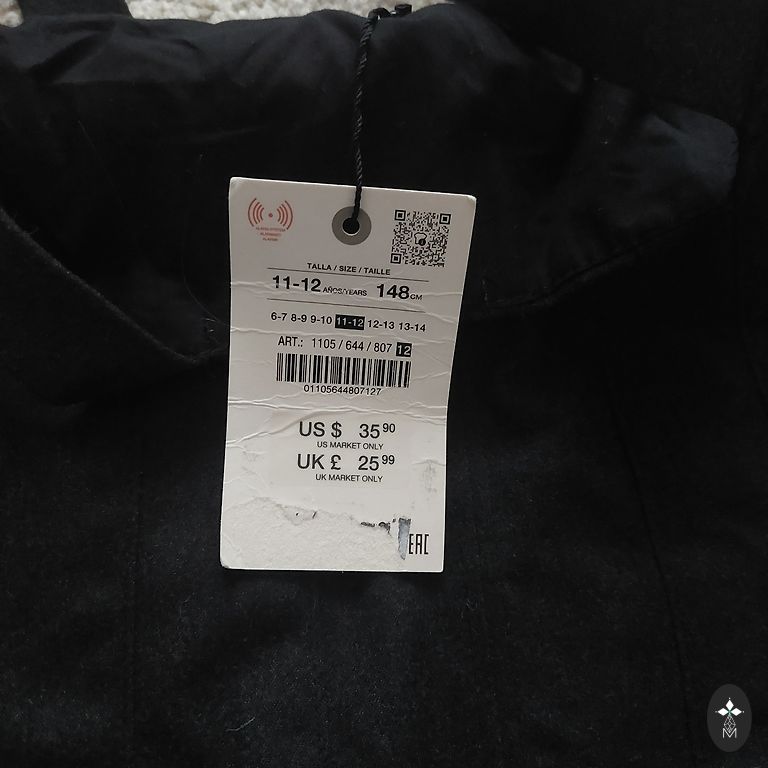 ALARM SYSTEM
TALLA / SIZE / TAILLE
11-12 AÑOS/YEARS 148 CM
6-7 8-9 9-10 11-12 12-13 13-14
ART.: 1105 / 644 / 807 12
01105644807127
US $ 35 90
US MARKET ONLY
UK £ 25 99
UK MARKET ONLY
EAC
M